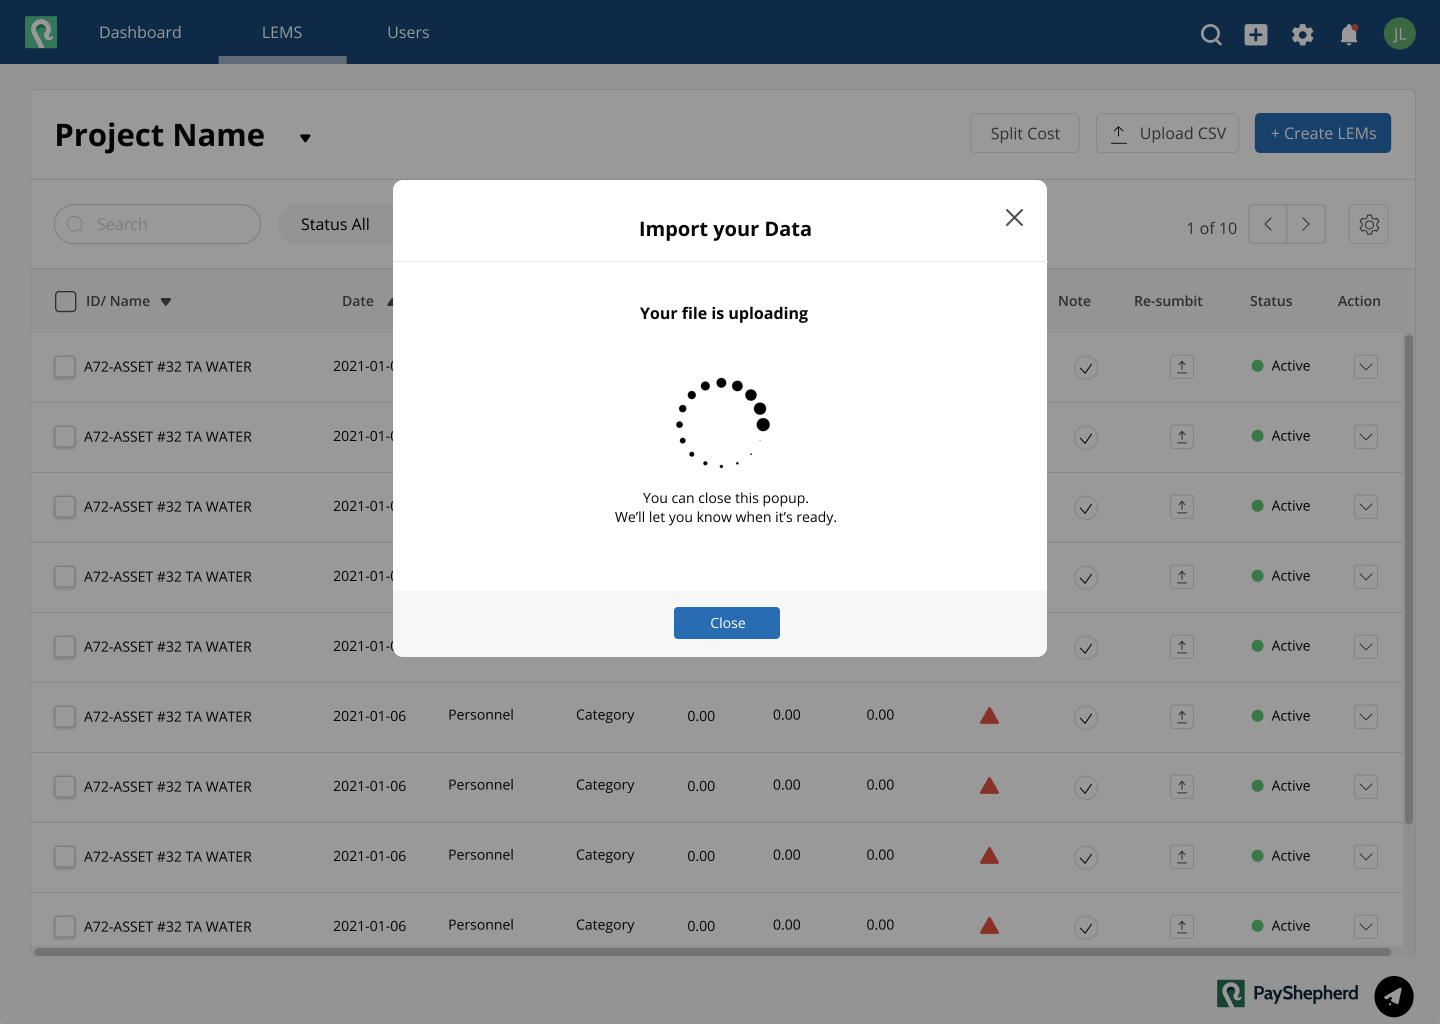 Dashboard LEMS Users JL
Project Name Split Cost Upload CSV + Create LEMs
Import your Data
Search Status All 1 of 10
ID/ Name Date Note Re-sumbit Status Action
Your file is uploading
A72-ASSET #32 TA WATER 2021-01-0 Active
A72-ASSET #32 TA WATER 2021-01-0 Active
A72-ASSET #32 TA WATER 2021-01-0 Active
You can close this popup.
We’ll let you know when it’s ready.
A72-ASSET #32 TA WATER 2021-01-0 Active
Close
A72-ASSET #32 TA WATER 2021-01-0 Active
A72-ASSET #32 TA WATER 2021-01-06 Personnel Category 0.00 0.00 0.00 Active
A72-ASSET #32 TA WATER 2021-01-06 Personnel Category 0.00 0.00 0.00 Active
A72-ASSET #32 TA WATER 2021-01-06 Personnel Category 0.00 0.00 0.00 Active
A72-ASSET #32 TA WATER 2021-01-06 Personnel Category 0.00 0.00 0.00 Active
PayShepherd